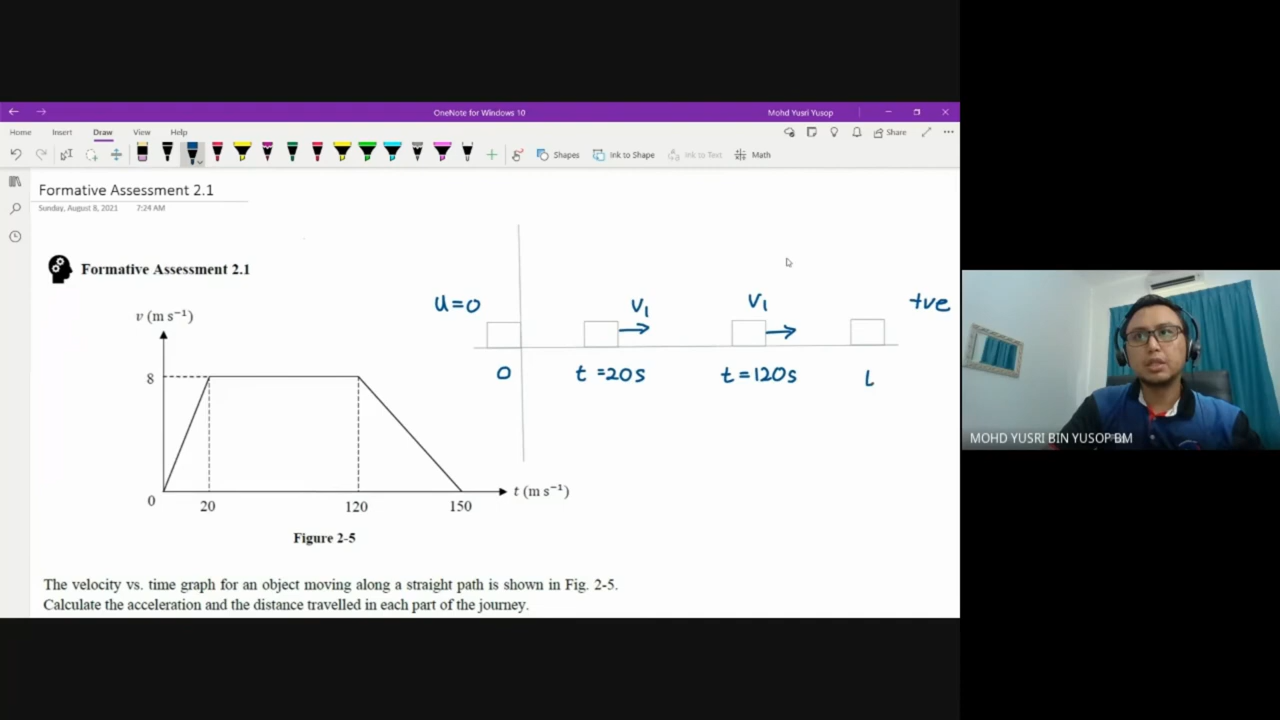 OneNote for Windows 10
Mohd Yusri Yusop
Home Insert Draw View Help
Share
Shapes
Ink to Shape
Ink to Text
Math
Formative Assessment 2.1
Sunday, August 8, 2021 7:24 AM
Formative Assessment 2.1
v (m s⁻¹)
8
0
20
120
150
t (m s⁻¹)
Figure 2-5
u=0
v₁
v₁
+ve
0
t =20s
t =120s
The velocity vs. time graph for an object moving along a straight path is shown in Fig. 2-5.
Calculate the acceleration and the distance travelled in each part of the journey.
MOHD YUSRI BIN YUSOP BM